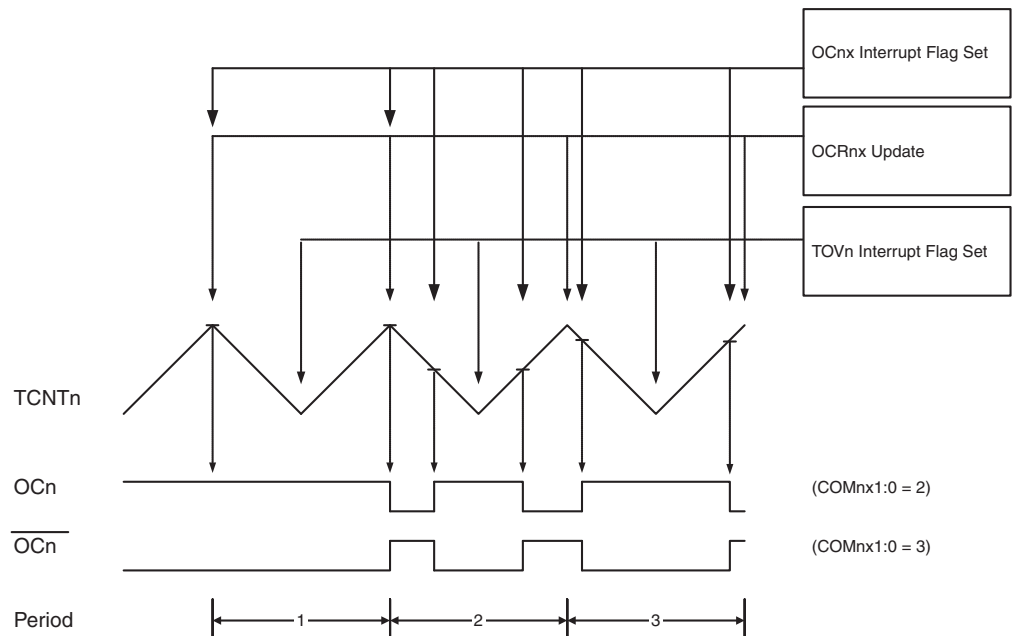 OCnx Interrupt Flag Set
OCRnx Update
TOVn Interrupt Flag Set
TCNTn
OCn
(COMnx1:0 = 2)
OCn
(COMnx1:0 = 3)
Period
1
2
3